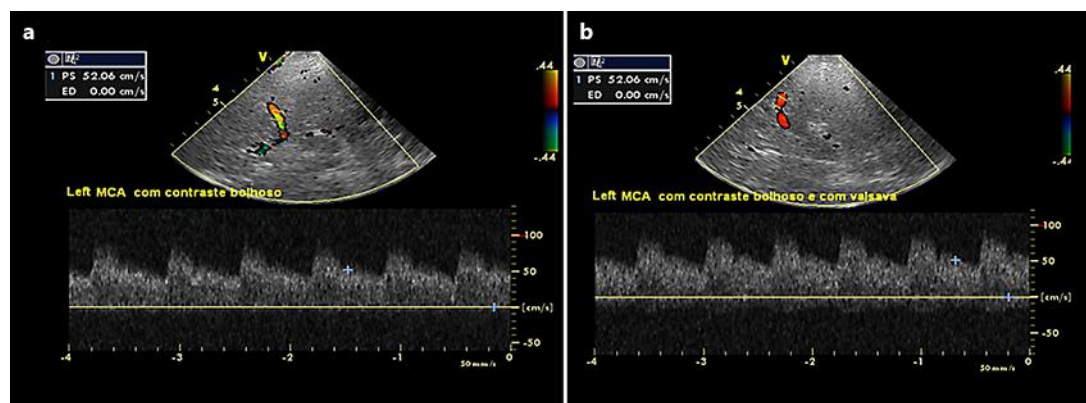 a
V
1 PS 52.06 cm/s
ED 0.00 cm/s
4
5
.44
-.44
Left MCA com contraste bolhoso
100
50
[cm/s]
-50
-4
-3
-2
-1
0
50 mm/s
b
V
1 PS 52.06 cm/s
ED 0.00 cm/s
4
5
.44
-.44
Left MCA com contraste bolhoso e com valsava
100
50
[cm/s]
-50
-4
-3
-2
-1
0
50 mm/s